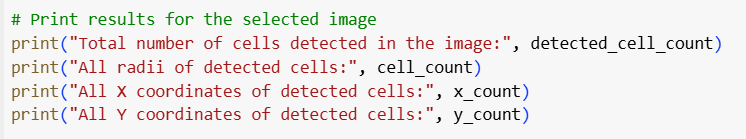 # Print results for the selected image
print("Total number of cells detected in the image:", detected_cell_count)
print("All radii of detected cells:", cell_count)
print("All X coordinates of detected cells:", x_count)
print("All Y coordinates of detected cells:", y_count)